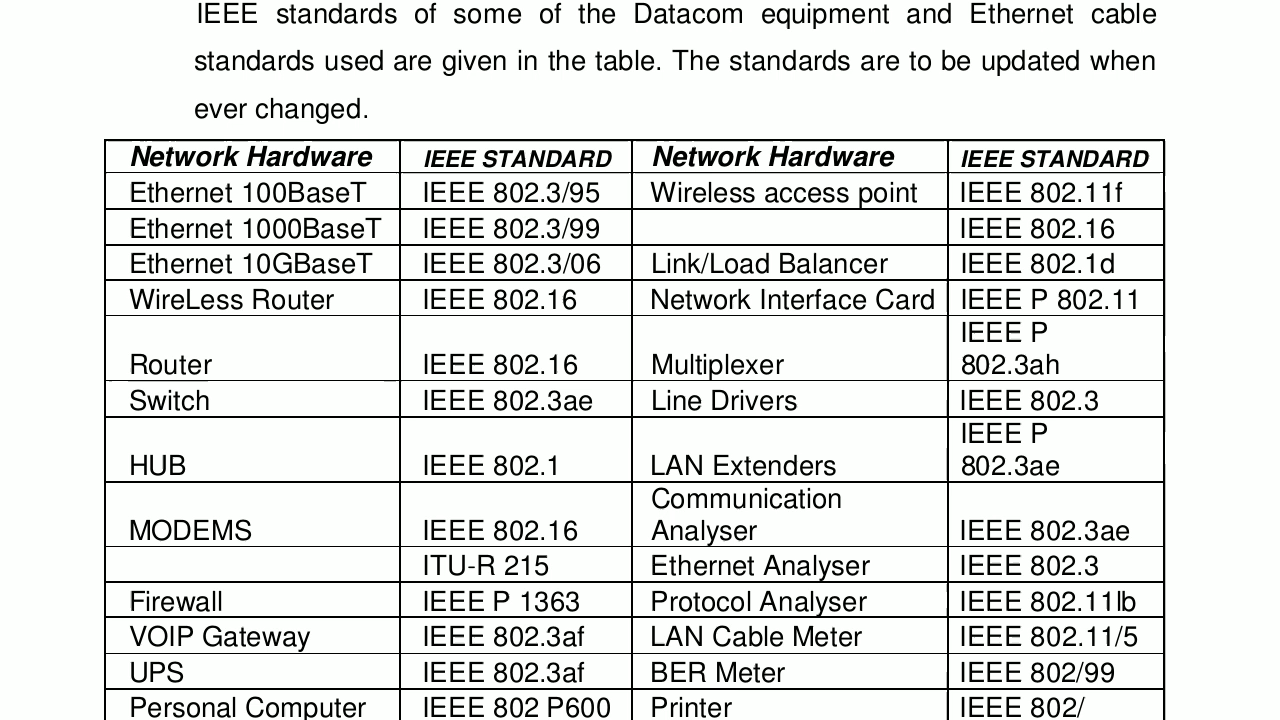 IEEE standards of some of the Datacom equipment and Ethernet cable
standards used are given in the table. The standards are to be updated when
ever changed.
Network Hardware IEEE STANDARD Network Hardware IEEE STANDARD
Ethernet 100BaseT IEEE 802.3/95 Wireless access point IEEE 802.11f
Ethernet 1000BaseT IEEE 802.3/99 IEEE 802.16
Ethernet 10GBaseT IEEE 802.3/06 Link/Load Balancer IEEE 802.1d
WireLess Router IEEE 802.16 Network Interface Card IEEE P 802.11
IEEE P
Router IEEE 802.16 Multiplexer 802.3ah
Switch IEEE 802.3ae Line Drivers IEEE 802.3
IEEE P
HUB IEEE 802.1 LAN Extenders 802.3ae
Communication
MODEMS IEEE 802.16 Analyser IEEE 802.3ae
ITU-R 215 Ethernet Analyser IEEE 802.3
Firewall IEEE P 1363 Protocol Analyser IEEE 802.11lb
VOIP Gateway IEEE 802.3af LAN Cable Meter IEEE 802.11/5
UPS IEEE 802.3af BER Meter IEEE 802/99
Personal Computer IEEE 802 P600 Printer IEEE 802/